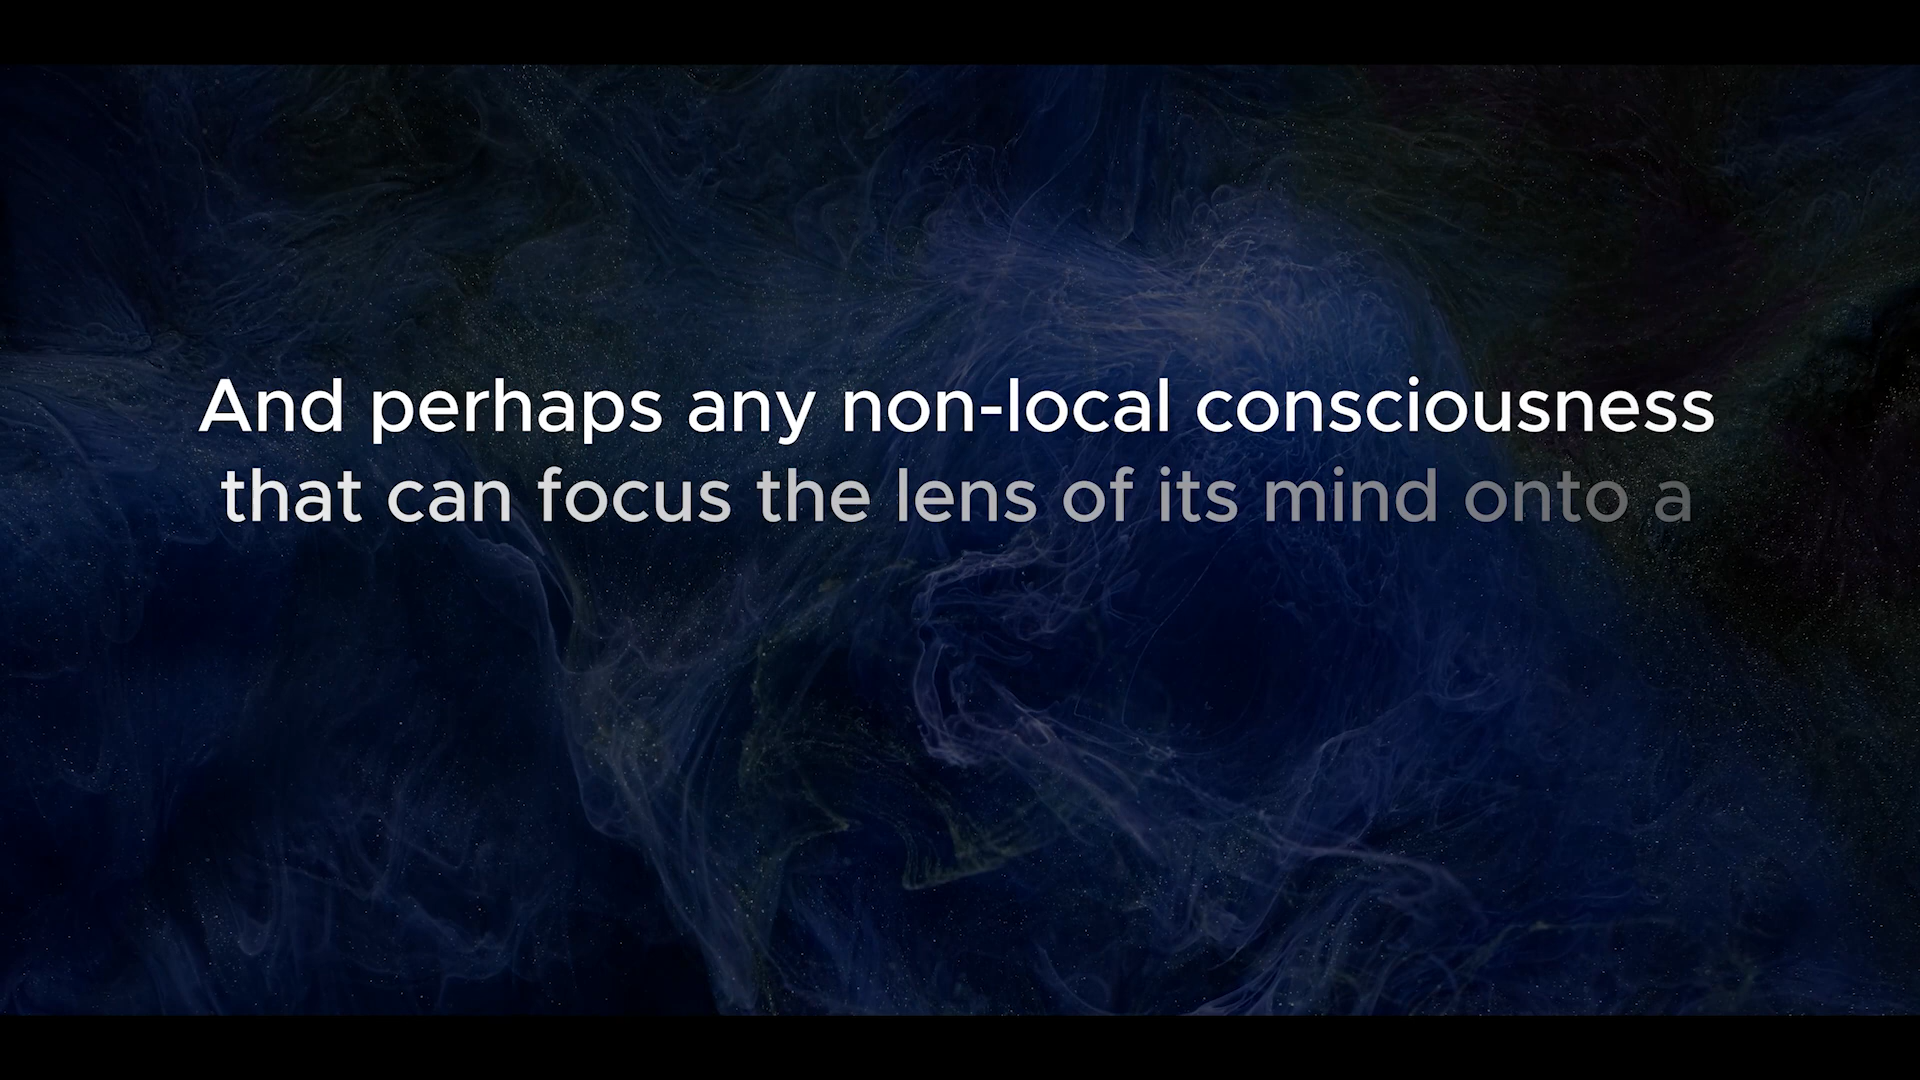 And perhaps any non-local consciousness
that can focus the lens of its mind onto a